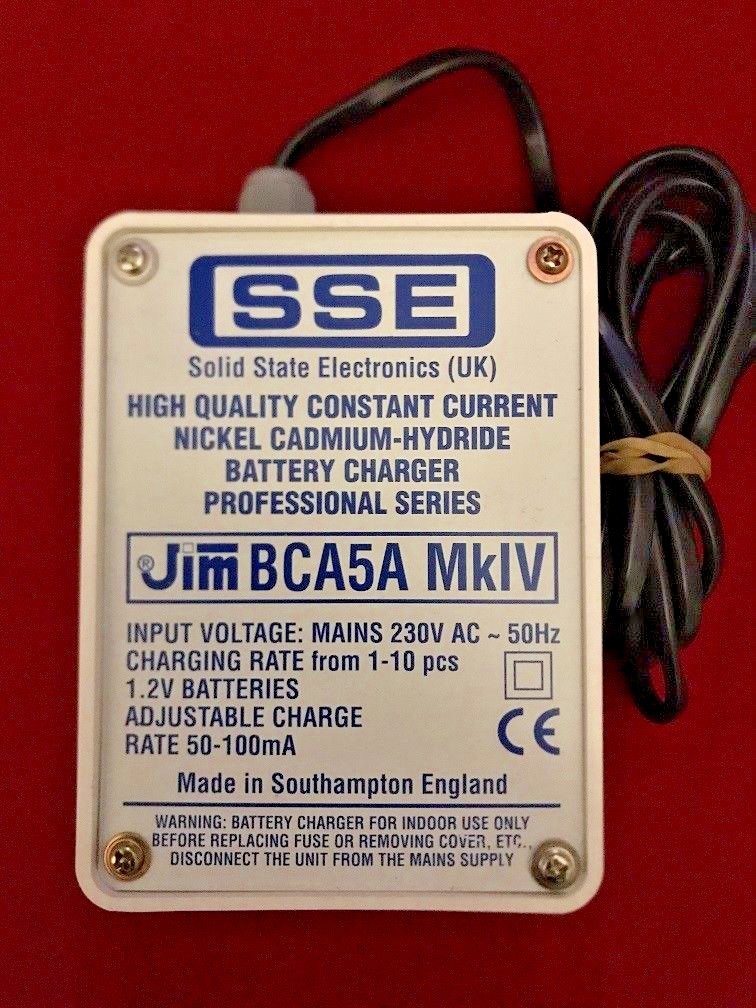 SSE
Solid State Electronics (UK)
HIGH QUALITY CONSTANT CURRENT
NICKEL CADMIUM-HYDRIDE
BATTERY CHARGER
PROFESSIONAL SERIES
®Jim BCA5A MkIV
INPUT VOLTAGE: MAINS 230V AC ~ 50Hz
CHARGING RATE from 1-10 pcs
1.2V BATTERIES
ADJUSTABLE CHARGE
RATE 50-100mA
CE
Made in Southampton England
WARNING: BATTERY CHARGER FOR INDOOR USE ONLY
BEFORE REPLACING FUSE OR REMOVING COVER, ETC.,
DISCONNECT THE UNIT FROM THE MAINS SUPPLY